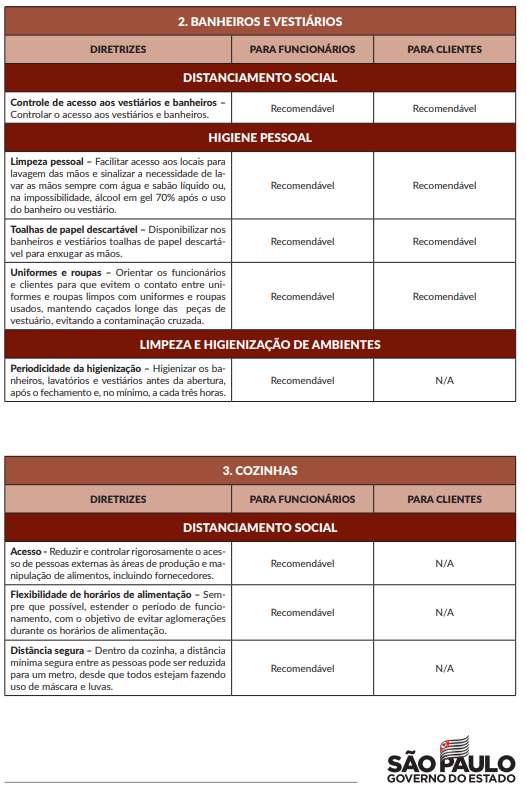 2. BANHEIROS E VESTIÁRIOS
DIRETRIZES PARA FUNCIONÁRIOS PARA CLIENTES
DISTANCIAMENTO SOCIAL
Controle de acesso aos vestiários e banheiros –
Controlar o acesso aos vestiários e banheiros.
Recomendável Recomendável
HIGIENE PESSOAL
Limpeza pessoal – Facilitar acesso aos locais para
lavagem das mãos e sinalizar a necessidade de la-
var as mãos sempre com água e sabão líquido ou,
na impossibilidade, álcool em gel 70% após o uso
do banheiro ou vestiário.
Recomendável Recomendável
Toalhas de papel descartável – Disponibilizar nos
banheiros e vestiários toalhas de papel descartá-
vel para enxugar as mãos.
Recomendável Recomendável
Uniformes e roupas – Orientar os funcionários
e clientes para que evitem o contato entre uni-
formes e roupas limpos com uniformes e roupas
usados, mantendo caçados longe das peças de
vestuário, evitando a contaminação cruzada.
Recomendável Recomendável
LIMPEZA E HIGIENIZAÇÃO DE AMBIENTES
Periodicidade da higienização – Higienizar os ba-
nheiros, lavatórios e vestiários antes da abertura,
após o fechamento e, no mínimo, a cada três horas.
Recomendável N/A
3. COZINHAS
DIRETRIZES PARA FUNCIONÁRIOS PARA CLIENTES
DISTANCIAMENTO SOCIAL
Acesso - Reduzir e controlar rigorosamente o aces-
so de pessoas externas às áreas de produção e ma-
nipulação de alimentos, incluindo fornecedores.
Recomendável N/A
Flexibilidade de horários de alimentação – Sem-
pre que possível, estender o período de funcio-
namento, com o objetivo de evitar aglomerações
durante os horários de alimentação.
Recomendável N/A
Distância segura – Dentro da cozinha, a distância
mínima segura entre as pessoas pode ser reduzida
para um metro, desde que todos estejam fazendo
uso de máscara e luvas.
Recomendável N/A
SÃO PAULO
GOVERNO DO ESTADO